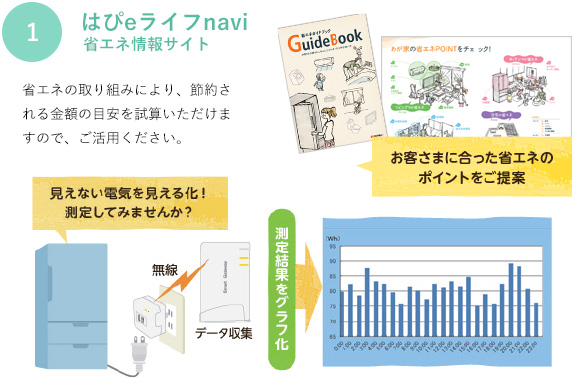 1
はぴeライフnavi
省エネ情報サイト
省エネの取り組みにより、節約さ
れる金額の目安を試算いただけま
すので、ご活用ください。
省エネガイドブック
GuideBook
わが家の省エネPOINTをチェック!
お客さまに合った省エネの
ポイントをご提案
見えない電気を見える化!
測定してみませんか?
無線
Smart Gateway
データ収集
測定結果をグラフ化
(Wh)
95
90
85
80
75
70
65
0:00
1:00
2:00
3:00
4:00
5:00
6:00
7:00
8:00
9:00
10:00
11:00
12:00
13:00
14:00
15:00
16:00
17:00
18:00
19:00
20:00
21:00
22:00
23:00